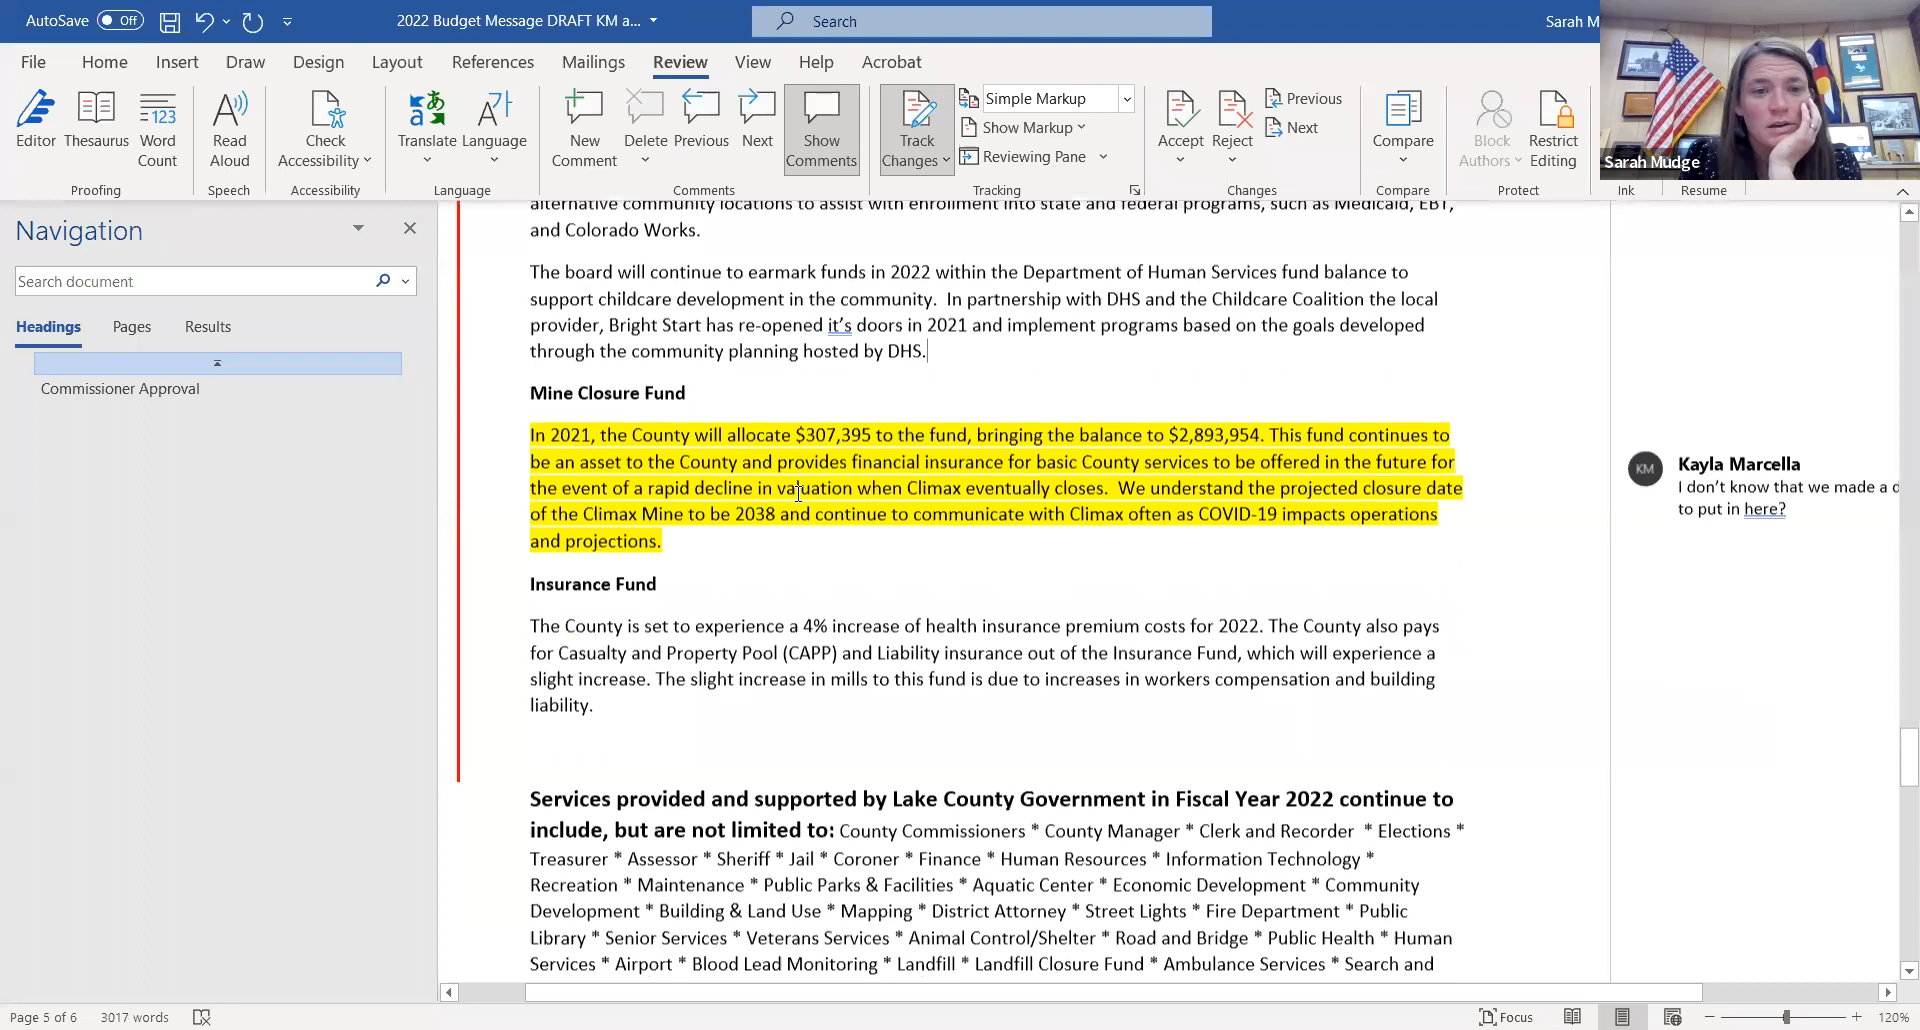 AutoSave Off 2022 Budget Message DRAFT KM a... Search Sarah M
File Home Insert Draw Design Layout References Mailings Review View Help Acrobat
Editor Thesaurus Word Count
Read Aloud
Check Accessibility
Translate Language
New Comment Delete Previous Next Show Comments
Track Changes
Simple Markup
Show Markup
Reviewing Pane
Accept Reject
Previous
Next
Compare
Block Authors Restrict Editing
Sarah Mudge
Proofing Speech Accessibility Language Comments Tracking Changes Compare Protect Ink Resume
Navigation
Search document
Headings Pages Results
Commissioner Approval
alternative community locations to assist with enrollment into state and federal programs, such as Medicaid, EBT,
and Colorado Works.
The board will continue to earmark funds in 2022 within the Department of Human Services fund balance to
support childcare development in the community.  In partnership with DHS and the Childcare Coalition the local
provider, Bright Start has re-opened it’s doors in 2021 and implement programs based on the goals developed
through the community planning hosted by DHS.
Mine Closure Fund
In 2021, the County will allocate $307,395 to the fund, bringing the balance to $2,893,954. This fund continues to
be an asset to the County and provides financial insurance for basic County services to be offered in the future for
the event of a rapid decline in valuation when Climax eventually closes.  We understand the projected closure date
of the Climax Mine to be 2038 and continue to communicate with Climax often as COVID-19 impacts operations
and projections.
KM Kayla Marcella
I don’t know that we made a d
to put in here?
Insurance Fund
The County is set to experience a 4% increase of health insurance premium costs for 2022. The County also pays
for Casualty and Property Pool (CAPP) and Liability insurance out of the Insurance Fund, which will experience a
slight increase. The slight increase in mills to this fund is due to increases in workers compensation and building
liability.
Services provided and supported by Lake County Government in Fiscal Year 2022 continue to
include, but are not limited to: County Commissioners * County Manager * Clerk and Recorder  * Elections *
Treasurer * Assessor * Sheriff * Jail * Coroner * Finance * Human Resources * Information Technology *
Recreation * Maintenance * Public Parks & Facilities * Aquatic Center * Economic Development * Community
Development * Building & Land Use * Mapping * District Attorney * Street Lights * Fire Department * Public
Library * Senior Services * Veterans Services * Animal Control/Shelter * Road and Bridge * Public Health * Human
Services * Airport * Blood Lead Monitoring * Landfill * Landfill Closure Fund * Ambulance Services * Search and
Page 5 of 6 3017 words Focus 120%